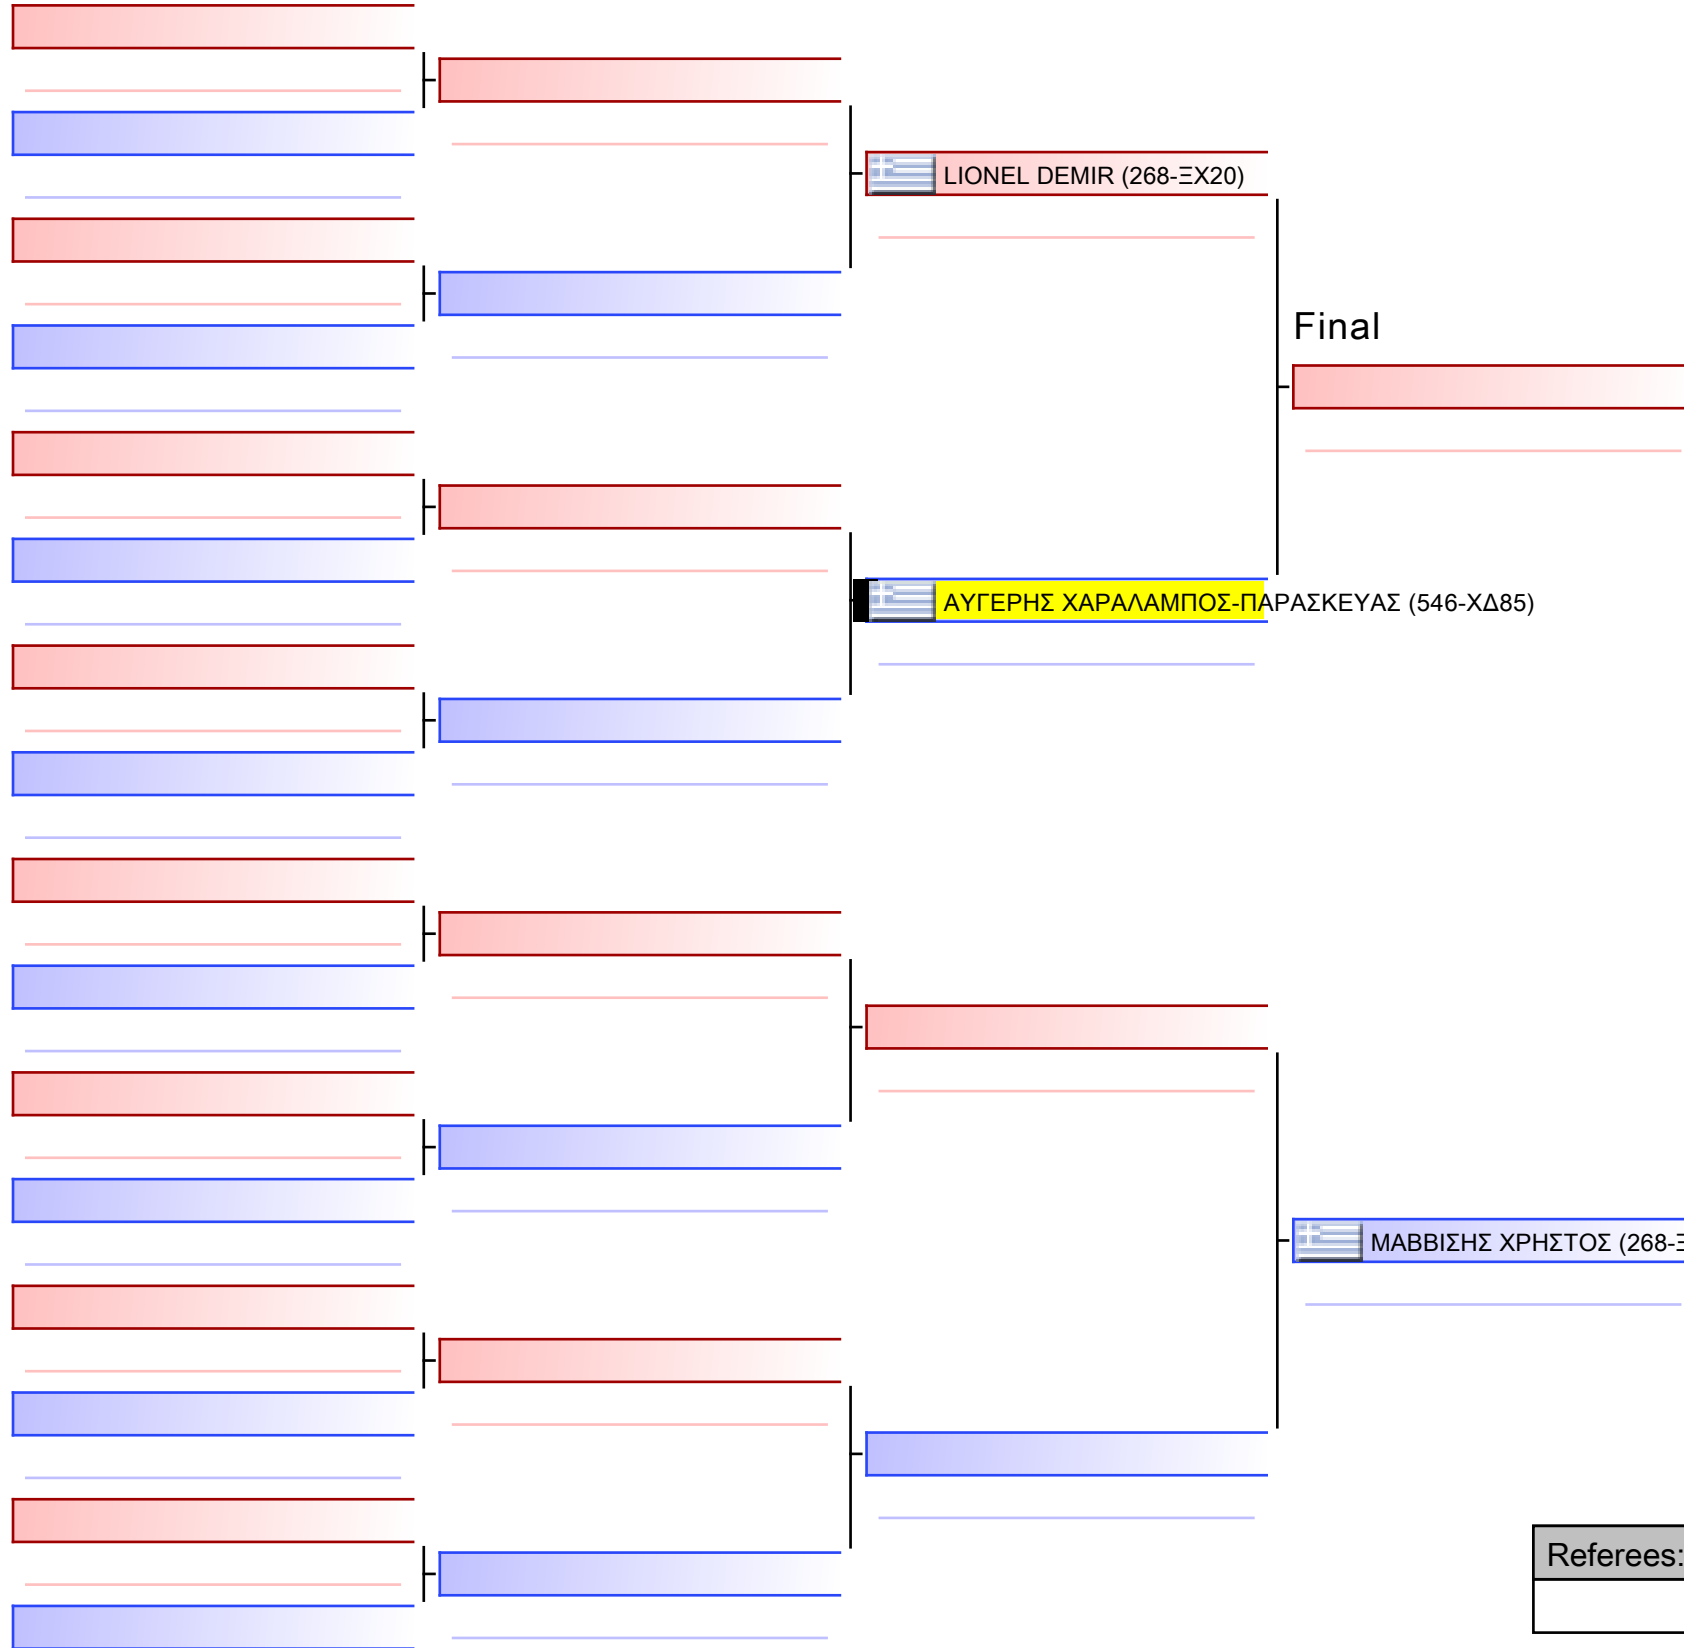 LIONEL DEMIR (268-ΞΧ20)
Final
ΑΥΓΕΡΗΣ ΧΑΡΑΛΑΜΠΟΣ-ΠΑΡΑΣΚΕΥΑΣ (546-ΧΔ85)
ΜΑΒΒΙΣΗΣ ΧΡΗΣΤΟΣ (268-Ξ
Referees: